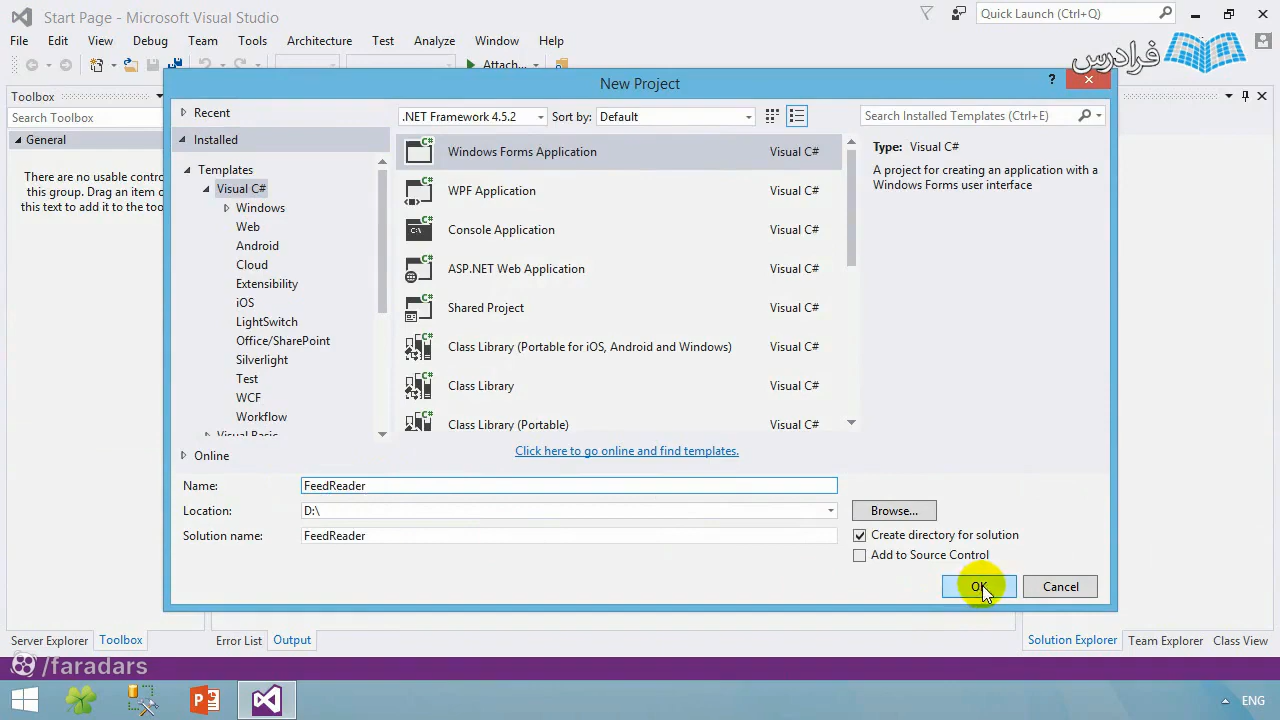 Start Page - Microsoft Visual Studio
Quick Launch (Ctrl+Q)
File Edit View Debug Team Tools Architecture Test Analyze Window Help
Attach...
فرادرس
Toolbox
Search Toolbox
General
There are no usable contro
this group. Drag an item o
this text to add it to the too
New Project
?
Recent
.NET Framework 4.5.2
Sort by: Default
Search Installed Templates (Ctrl+E)
Installed
Templates
Visual C#
Windows
Web
Android
Cloud
Extensibility
iOS
LightSwitch
Office/SharePoint
Silverlight
Test
WCF
Workflow
Visual Basic
Online
Windows Forms Application Visual C#
WPF Application Visual C#
Console Application Visual C#
ASP.NET Web Application Visual C#
Shared Project Visual C#
Class Library (Portable for iOS, Android and Windows) Visual C#
Class Library Visual C#
Class Library (Portable) Visual C#
Type: Visual C#
A project for creating an application with a
Windows Forms user interface
Click here to go online and find templates.
Name: FeedReader
Location: D:\
Browse...
Solution name: FeedReader
Create directory for solution
Add to Source Control
OK
Cancel
Server Explorer Toolbox
Error List Output
Solution Explorer Team Explorer Class View
/faradars
ENG